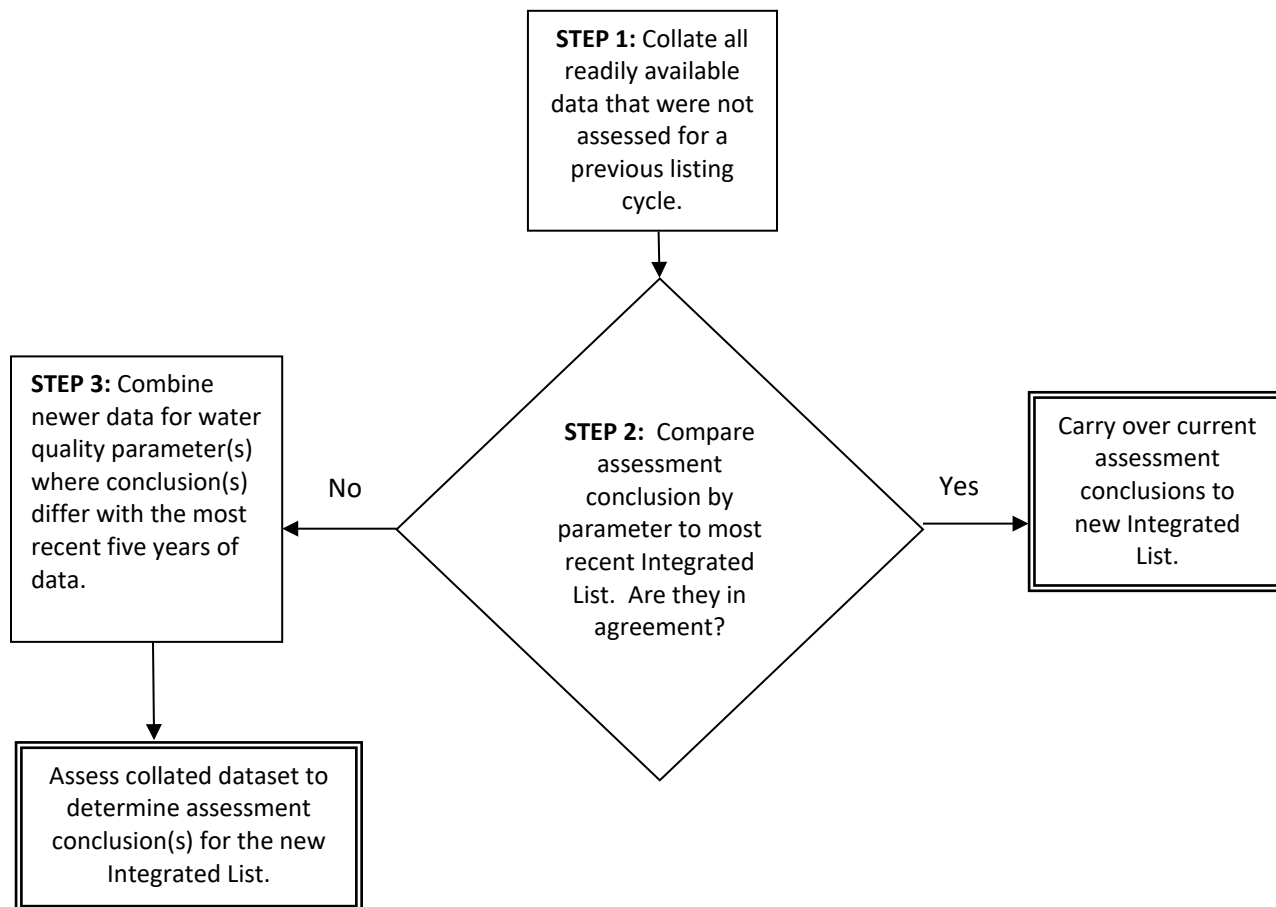 STEP 1: Collate all
readily available
data that were not
assessed for a
previous listing
cycle.
STEP 2: Compare
assessment
conclusion by
parameter to most
recent Integrated
List. Are they in
agreement?
No
STEP 3: Combine
newer data for water
quality parameter(s)
where conclusion(s)
differ with the most
recent five years of
data.
Assess collated dataset to
determine assessment
conclusion(s) for the new
Integrated List.
Yes
Carry over current
assessment
conclusions to
new Integrated
List.